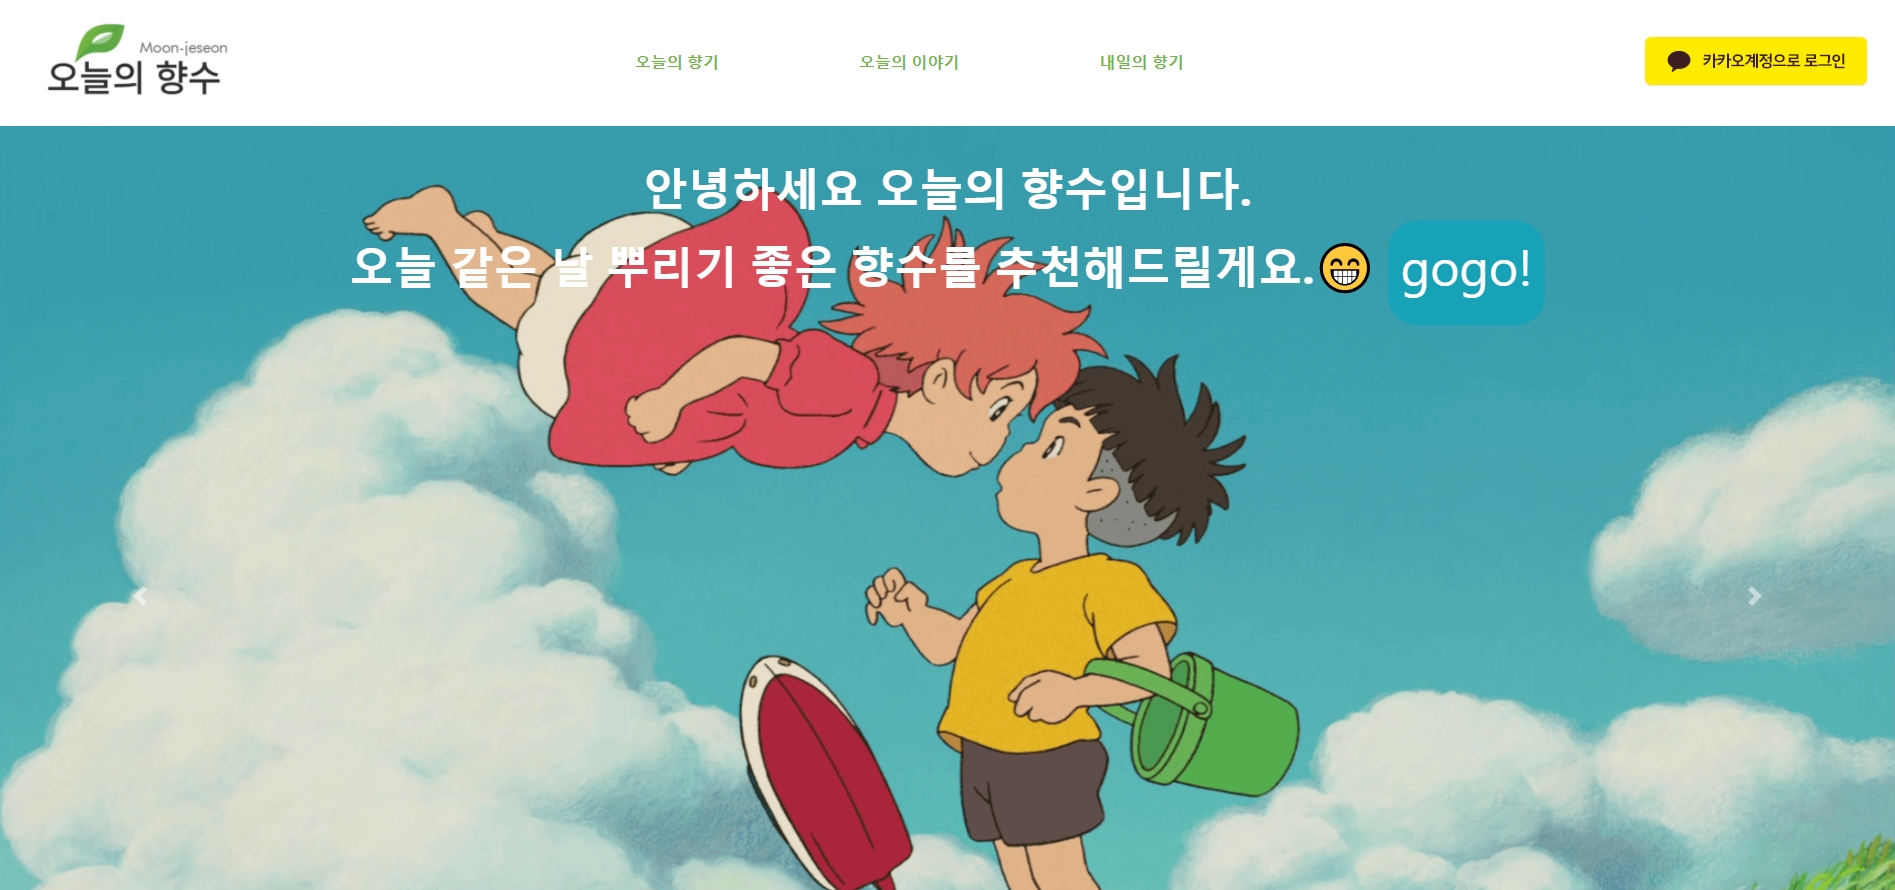 Moon-jeseon
오늘의 향수
오늘의 향기
오늘의 이야기
내일의 향기
카카오계정으로 로그인
안녕하세요 오늘의 향수입니다.
오늘 같은 날 뿌리기 좋은 향수를 추천해드릴게요.😁 gogo!